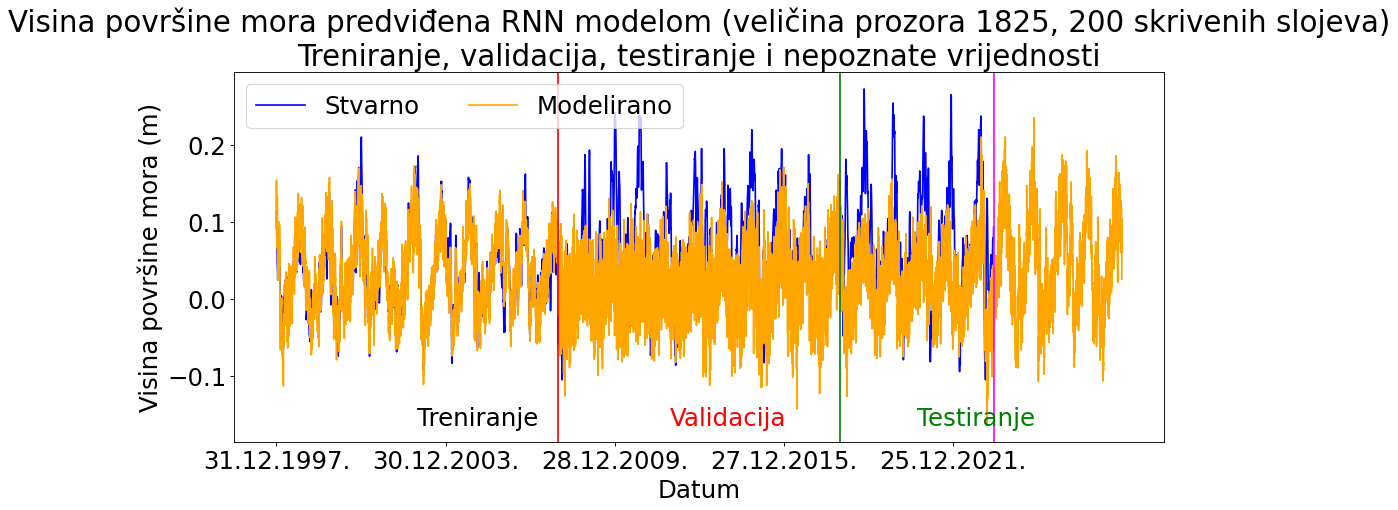 Visina površine mora predviđena RNN modelom (veličina prozora 1825, 200 skrivenih slojeva)
Treniranje, validacija, testiranje i nepoznate vrijednosti
Stvarno
Modelirano
Visina površine mora (m)
0.2
0.1
0.0
−0.1
Treniranje
Validacija
Testiranje
31.12.1997.
30.12.2003.
28.12.2009.
27.12.2015.
25.12.2021.
Datum